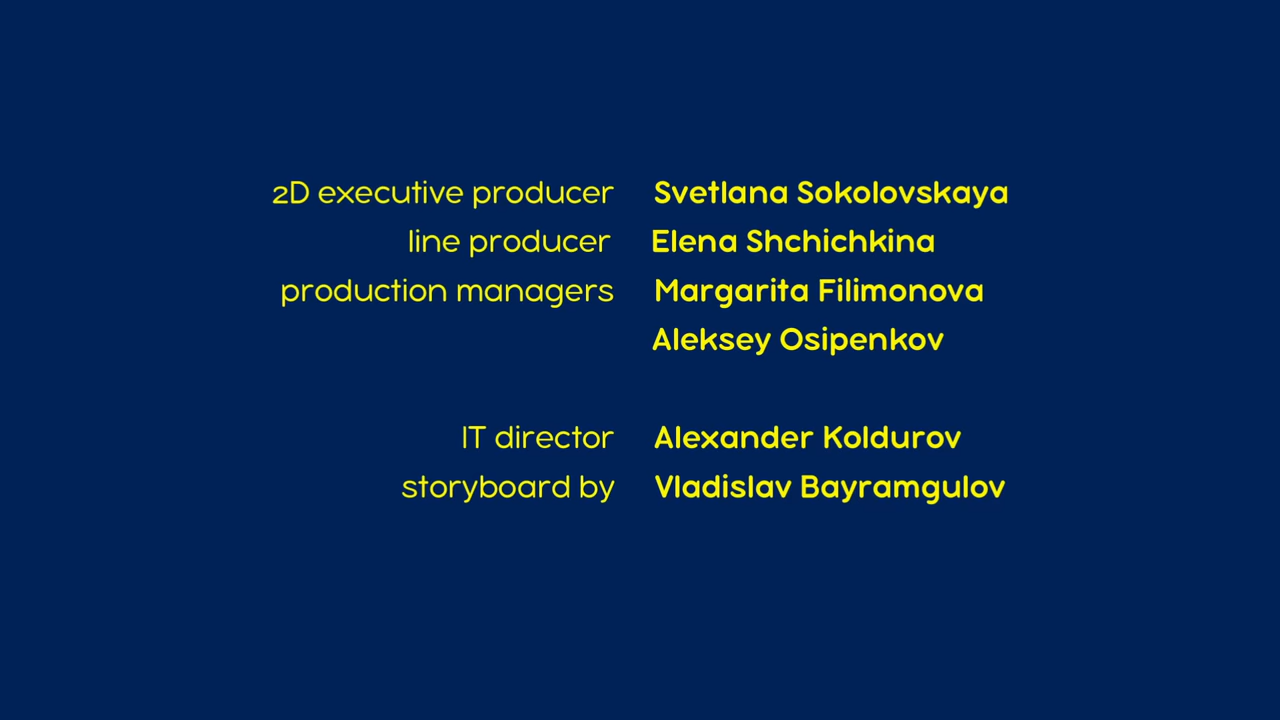 2D executive producer Svetlana Sokolovskaya
line producer Elena Shchichkina
production managers Margarita Filimonova
Aleksey Osipenkov
IT director Alexander Koldurov
storyboard by Vladislav Bayramgulov